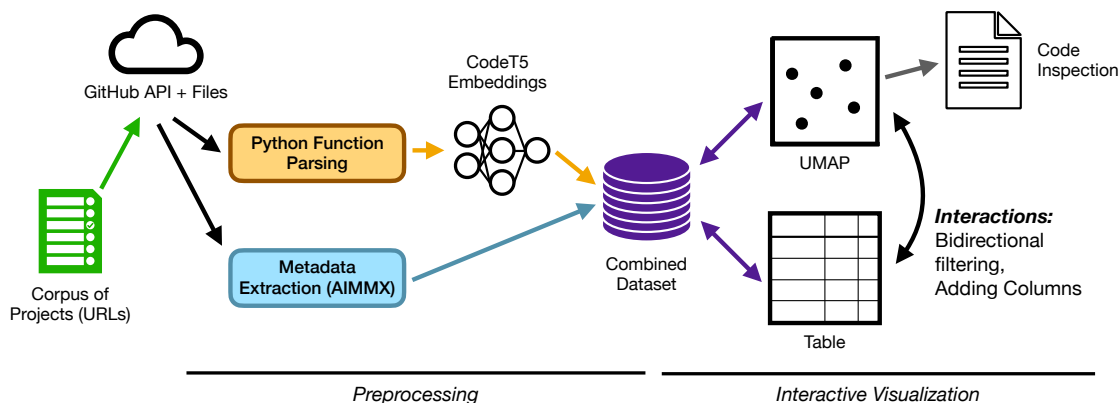 GitHub API + Files
Corpus of
Projects (URLs)
Python Function
Parsing
Metadata
Extraction (AIMMX)
CodeT5
Embeddings
Combined
Dataset
UMAP
Table
Code
Inspection
Interactions:
Bidirectional
filtering,
Adding Columns
Preprocessing
Interactive Visualization